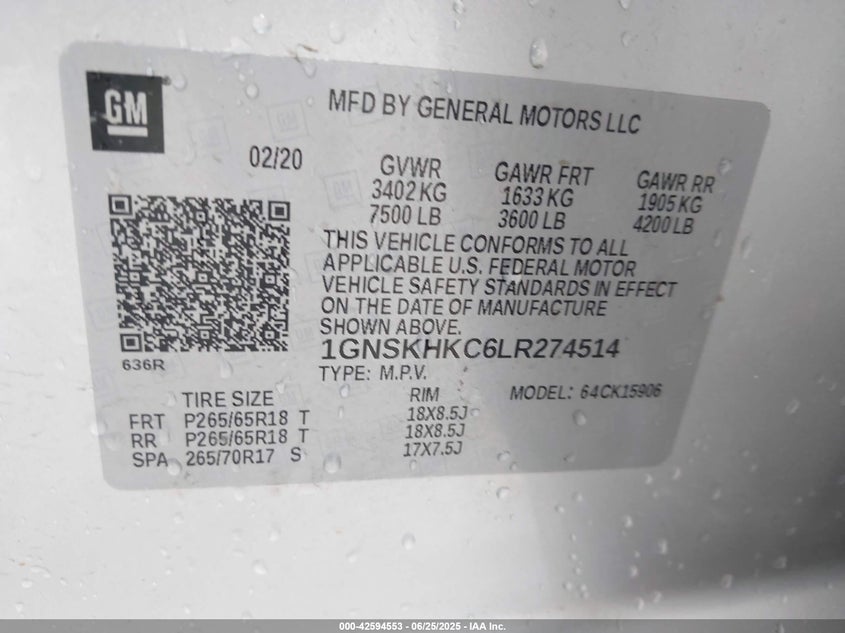 GM
MFD BY GENERAL MOTORS LLC
02/20
GVWR GAWR FRT GAWR RR
3402 KG 1633 KG 1905 KG
7500 LB 3600 LB 4200 LB
THIS VEHICLE CONFORMS TO ALL
APPLICABLE U.S. FEDERAL MOTOR
VEHICLE SAFETY STANDARDS IN EFFECT
ON THE DATE OF MANUFACTURE
SHOWN ABOVE.
636R
1GNSKHKC6LR274514
TYPE: M.P.V. MODEL: 64CK15906
TIRE SIZE RIM
FRT P265/65R18 T 18X8.5J
RR P265/65R18 T 18X8.5J
SPA 265/70R17 S 17X7.5J
000-42594553 - 06/25/2025 - IAA Inc.